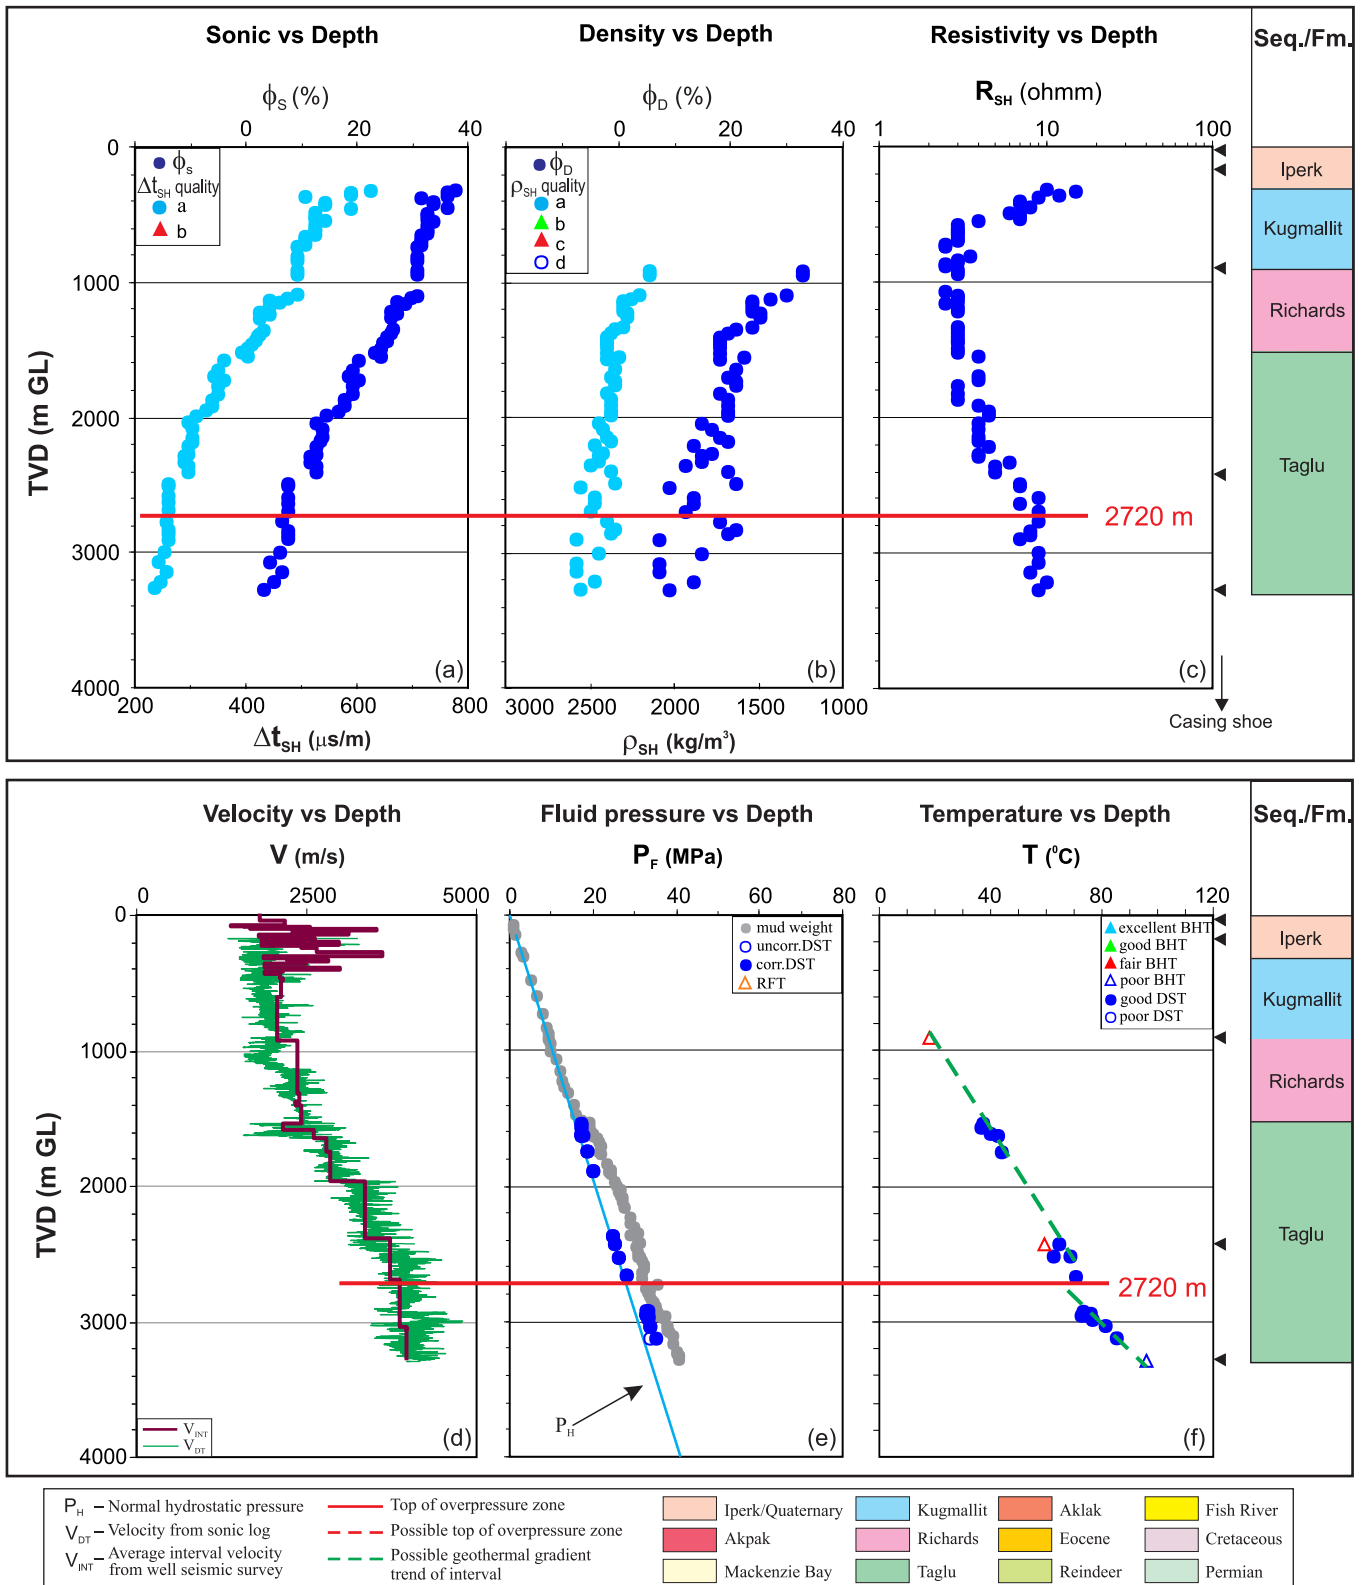 Sonic vs Depth
Density vs Depth
Resistivity vs Depth
Seq./Fm.
ϕS (%)
ϕD (%)
RSH (ohmm)
0 20 40
0 20 40
1 10 100
TVD (m GL)
0
1000
2000
3000
4000
ϕs
ΔtSH quality
a
b
ϕD
ρSH quality
a
b
c
d
Iperk
Kugmallit
Richards
Taglu
2720 m
(a)
(b)
(c)
200 400 600 800
3000 2500 2000 1500 1000
Casing shoe
ΔtSH (μs/m)
ρSH (kg/m³)
Velocity vs Depth
Fluid pressure vs Depth
Temperature vs Depth
Seq./Fm.
V (m/s)
PF (MPa)
T (⁰C)
0 2500 5000
0 20 40 60 80
0 40 80 120
TVD (m GL)
0
1000
2000
3000
4000
mud weight
uncorr.DST
corr.DST
RFT
excellent BHT
good BHT
fair BHT
poor BHT
good DST
poor DST
Iperk
Kugmallit
Richards
Taglu
2720 m
PH
VINT
VDT
(d)
(e)
(f)
PH – Normal hydrostatic pressure
VDT – Velocity from sonic log
VINT – Average interval velocity
from well seismic survey
Top of overpressure zone
Possible top of overpressure zone
Possible geothermal gradient
trend of interval
Iperk/Quaternary
Kugmallit
Aklak
Fish River
Akpak
Richards
Eocene
Cretaceous
Mackenzie Bay
Taglu
Reindeer
Permian